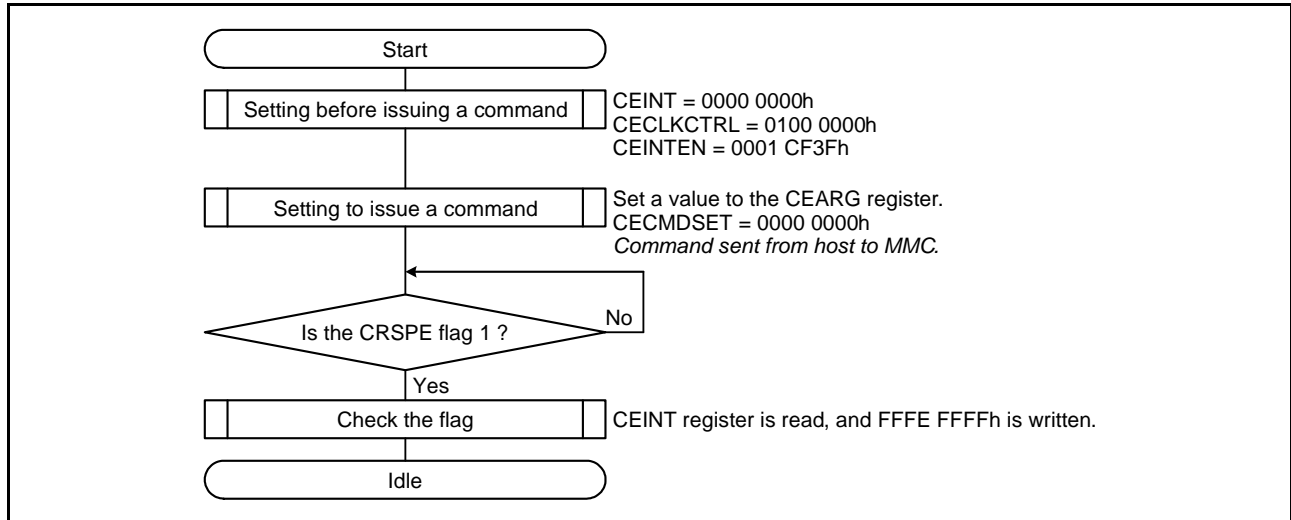 Start
Setting before issuing a command
CEINT = 0000 0000h
CECLKCTRL = 0100 0000h
CEINTEN = 0001 CF3Fh
Setting to issue a command
Set a value to the CEARG register.
CECMDSET = 0000 0000h
Command sent from host to MMC.
Is the CRSPE flag 1 ?
No
Yes
Check the flag
CEINT register is read, and FFFE FFFFh is written.
Idle